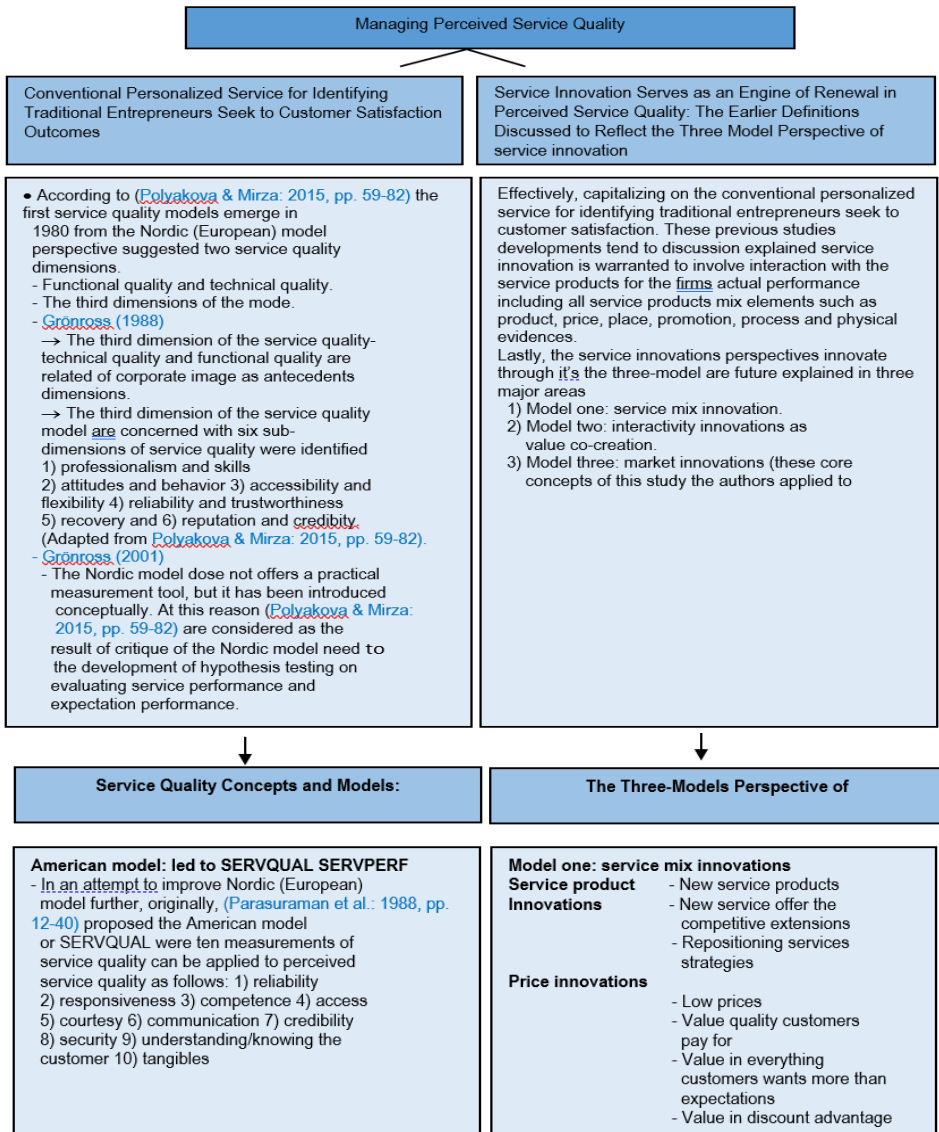 Managing Perceived Service Quality
Conventional Personalized Service for Identifying
Traditional Entrepreneurs Seek to Customer Satisfaction
Outcomes
Service Innovation Serves as an Engine of Renewal in
Perceived Service Quality: The Earlier Definitions
Discussed to Reflect the Three Model Perspective of
service innovation
• According to (Polyakova & Mirza: 2015, pp. 59-82) the
first service quality models emerge in
1980 from the Nordic (European) model
perspective suggested two service quality
dimensions.
- Functional quality and technical quality.
- The third dimensions of the mode.
- Grönross (1988)
→ The third dimension of the service quality-
technical quality and functional quality are
related of corporate image as antecedents
dimensions.
→ The third dimension of the service quality
model are concerned with six sub-
dimensions of service quality were identified
1) professionalism and skills
2) attitudes and behavior 3) accessibility and
flexibility 4) reliability and trustworthiness
5) recovery and 6) reputation and credibity.
(Adapted from Polyakova & Mirza: 2015, pp. 59-82).
- Grönross (2001)
- The Nordic model dose not offers a practical
measurement tool, but it has been introduced
conceptually. At this reason (Polyakova & Mirza:
2015, pp. 59-82) are considered as the
result of critique of the Nordic model need to
the development of hypothesis testing on
evaluating service performance and
expectation performance.
Effectively, capitalizing on the conventional personalized
service for identifying traditional entrepreneurs seek to
customer satisfaction. These previous studies
developments tend to discussion explained service
innovation is warranted to involve interaction with the
service products for the firms actual performance
including all service products mix elements such as
product, price, place, promotion, process and physical
evidences.
Lastly, the service innovations perspectives innovate
through it's the three-model are future explained in three
major areas
1) Model one: service mix innovation.
2) Model two: interactivity innovations as
value co-creation.
3) Model three: market innovations (these core
concepts of this study the authors applied to
Service Quality Concepts and Models:
The Three-Models Perspective of
American model: led to SERVQUAL SERVPERF
- In an attempt to improve Nordic (European)
model further, originally, (Parasuraman et al.: 1988, pp.
12-40) proposed the American model
or SERVQUAL were ten measurements of
service quality can be applied to perceived
service quality as follows: 1) reliability
2) responsiveness 3) competence 4) access
5) courtesy 6) communication 7) credibility
8) security 9) understanding/knowing the
customer 10) tangibles
Model one: service mix innovations
Service product - New service products
Innovations - New service offer the
competitive extensions
- Repositioning services
strategies
Price innovations
- Low prices
- Value quality customers
pay for
- Value in everything
customers wants more than
expectations
- Value in discount advantage